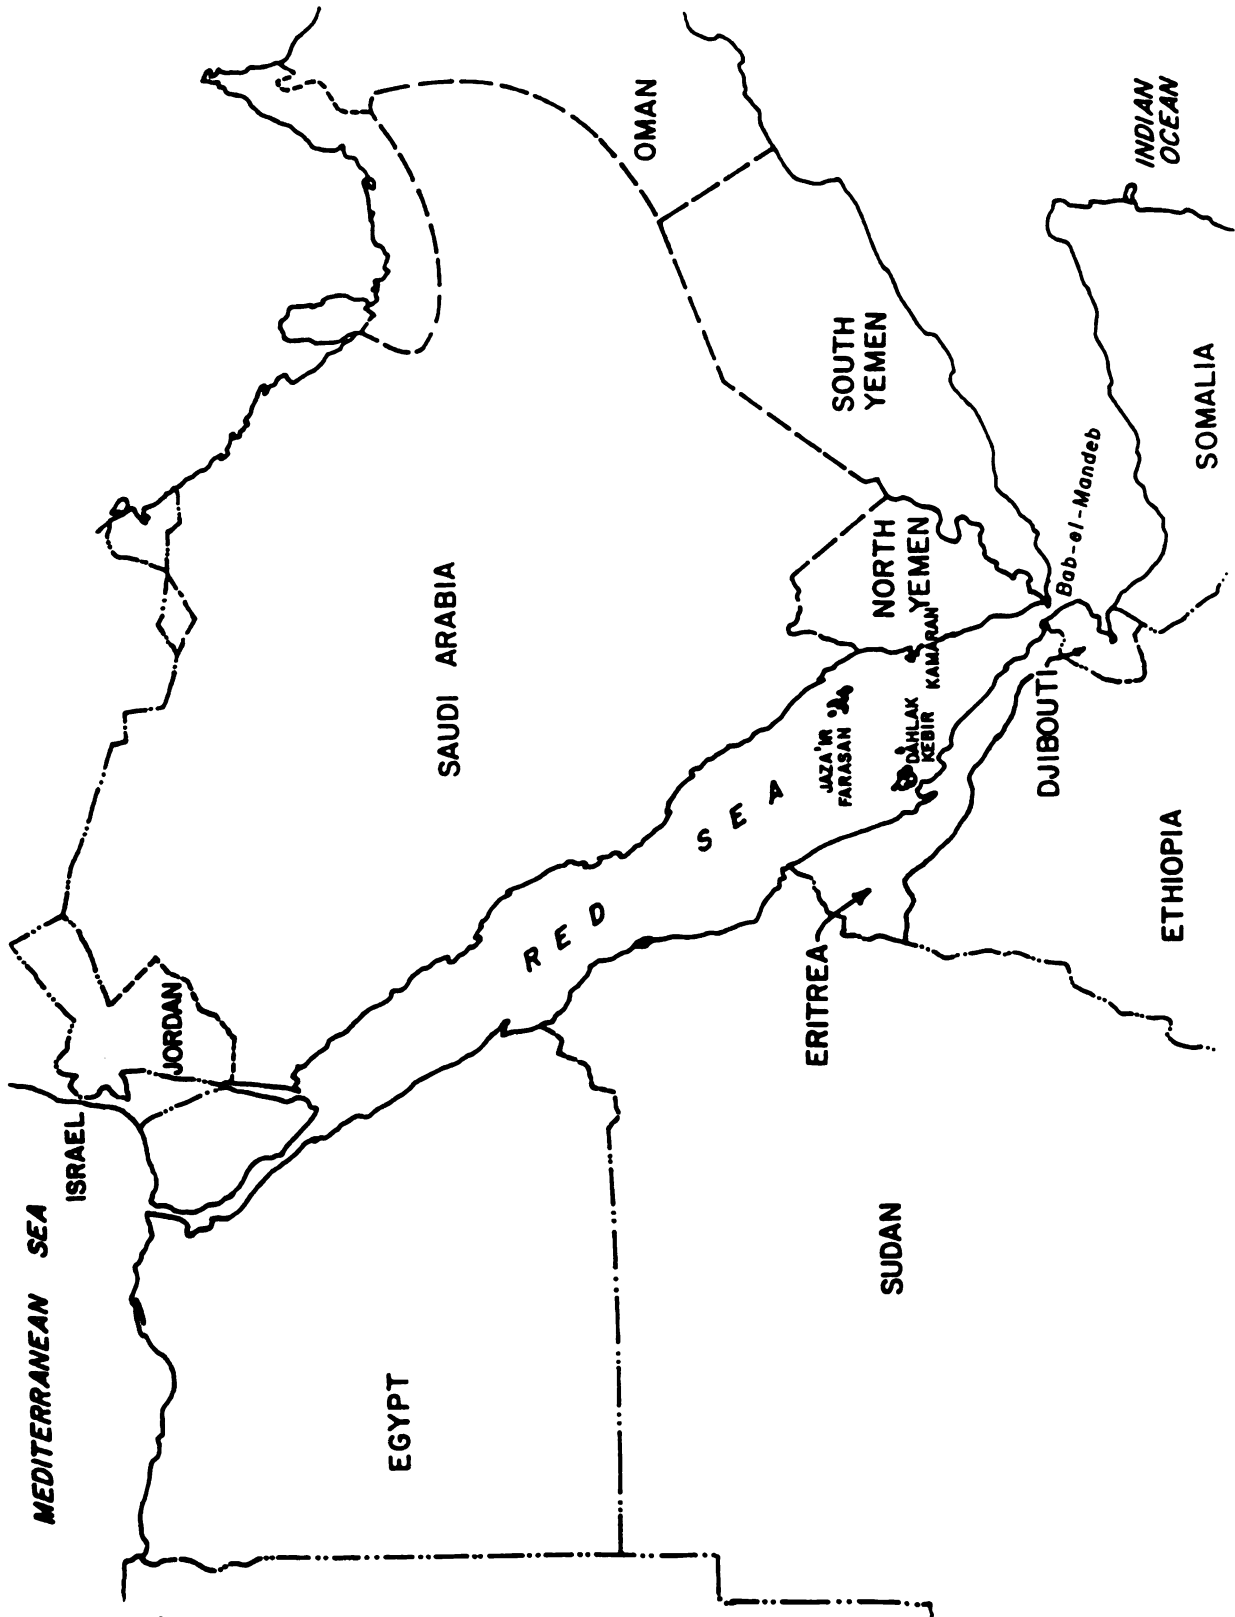 MEDITERRANEAN SEA
ISRAEL
JORDAN
EGYPT
SAUDI ARABIA
RED SEA
OMAN
SOUTH
YEMEN
NORTH
YEMEN
KAMARAN
JAZA'IR
FARASAN
DAHLAK
KEBIR
Bab-el-Mandeb
INDIAN
OCEAN
ERITREA
SUDAN
DJIBOUTI
ETHIOPIA
SOMALIA